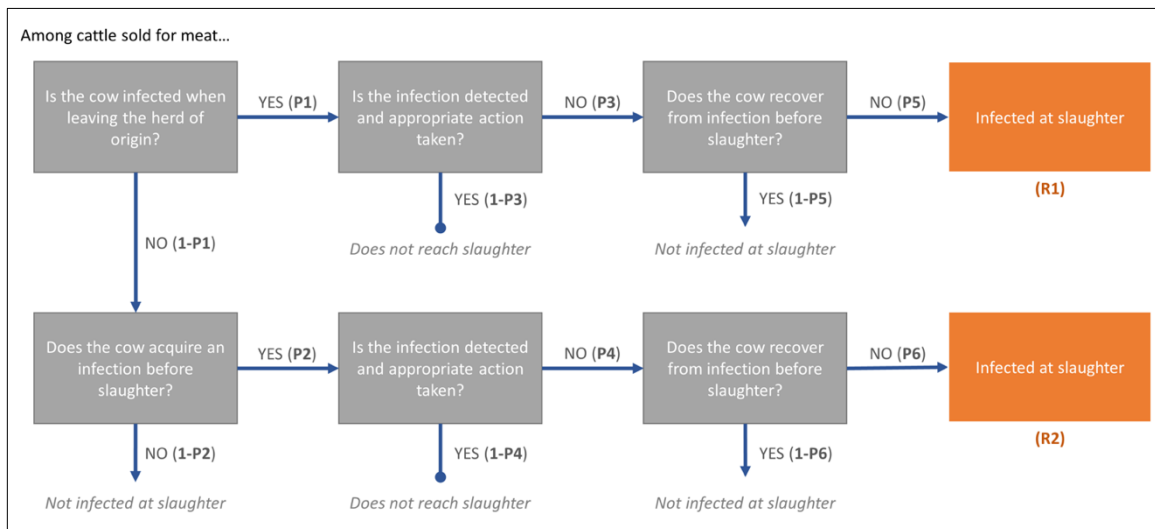 Among cattle sold for meat…
Is the cow infected when
leaving the herd of
origin?
YES (P1)
Is the infection detected
and appropriate action
taken?
NO (P3)
Does the cow recover
from infection before
slaughter?
NO (P5)
Infected at slaughter
(R1)
YES (1-P3)
YES (1-P5)
Does not reach slaughter
Not infected at slaughter
NO (1-P1)
Does the cow acquire an
infection before
slaughter?
YES (P2)
Is the infection detected
and appropriate action
taken?
NO (P4)
Does the cow recover
from infection before
slaughter?
NO (P6)
Infected at slaughter
(R2)
NO (1-P2)
YES (1-P4)
YES (1-P6)
Not infected at slaughter
Does not reach slaughter
Not infected at slaughter